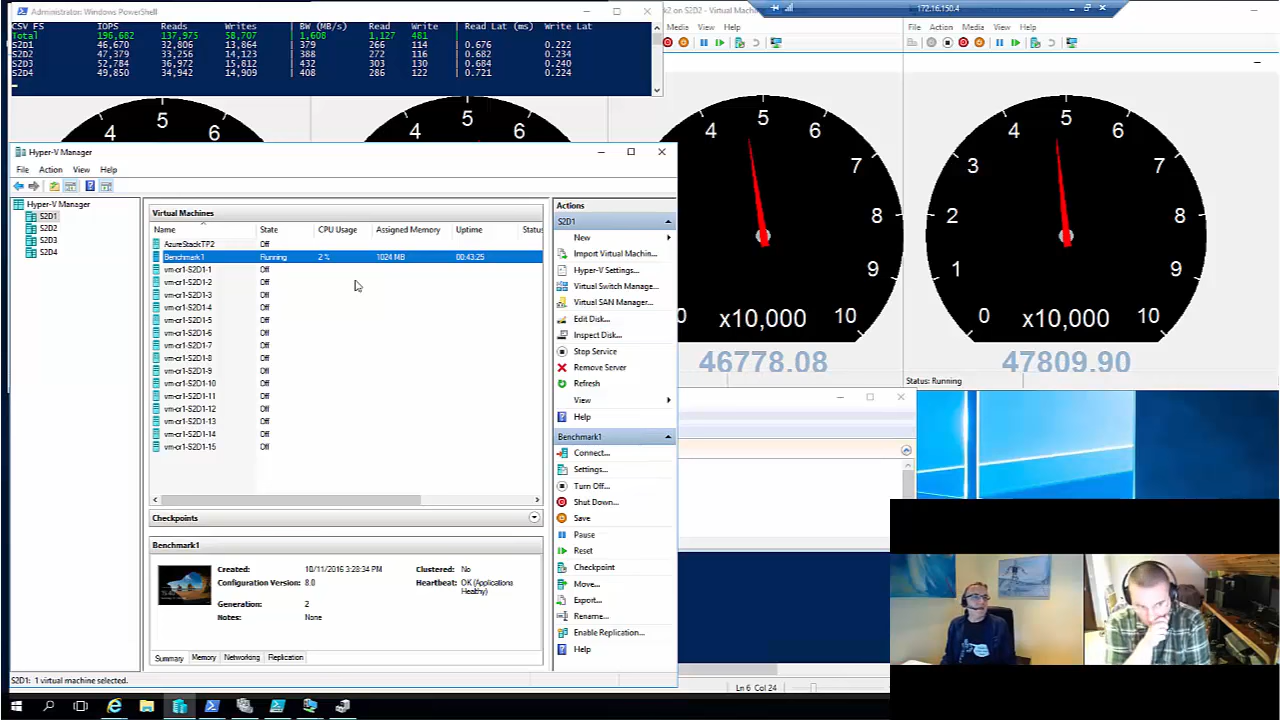 Administrator: Windows PowerShell
CSV FS IOPS Reads Writes | BW (MB/s) Read Write | Read Lat (ms) Write Lat
Total 196,682 137,975 58,707 | 1,608 1,127 481 |
S2D1 46,670 32,806 13,864 | 379 266 114 | 0.676 0.222
S2D2 47,379 33,256 14,123 | 388 272 116 | 0.682 0.234
S2D3 52,784 36,972 15,812 | 432 303 130 | 0.684 0.240
S2D4 49,850 34,942 14,909 | 408 286 122 | 0.721 0.224
k2 on S2D2 - Virtual Mac
Media View Help
172.16.150.4
File Action Media View Help
4 5 6
4 5 6
4 5 6 7 8 9 10
0 x10,000
46778.08
0 1 2 3 4 5 6 7 8 9 10
x10,000
47809.90
Status: Running
Hyper-V Manager
File Action View Help
Hyper-V Manager
S2D1
S2D2
S2D3
S2D4
Virtual Machines
Name State CPU Usage Assigned Memory Uptime Status
AzureStackTP2 Off
Benchmark1 Running 2 % 1024 MB 00:43:25
vm-cr1-S2D1-1 Off
vm-cr1-S2D1-2 Off
vm-cr1-S2D1-3 Off
vm-cr1-S2D1-4 Off
vm-cr1-S2D1-5 Off
vm-cr1-S2D1-6 Off
vm-cr1-S2D1-7 Off
vm-cr1-S2D1-8 Off
vm-cr1-S2D1-9 Off
vm-cr1-S2D1-10 Off
vm-cr1-S2D1-11 Off
vm-cr1-S2D1-12 Off
vm-cr1-S2D1-13 Off
vm-cr1-S2D1-14 Off
vm-cr1-S2D1-15 Off
Checkpoints
Benchmark1
Created: 10/11/2016 3:28:34 PM
Configuration Version: 8.0
Generation: 2
Notes: None
Clustered: No
Heartbeat: OK (Applications Healthy)
Summary Memory Networking Replication
Actions
S2D1
New
Import Virtual Machine...
Hyper-V Settings...
Virtual Switch Manage...
Virtual SAN Manager...
Edit Disk...
Inspect Disk...
Stop Service
Remove Server
Refresh
View
Help
Benchmark1
Connect...
Settings...
Turn Off...
Shut Down...
Save
Pause
Reset
Checkpoint
Move...
Export...
Rename...
Enable Replication...
Help
S2D1: 1 virtual machine selected.
Ln 6 Col 24